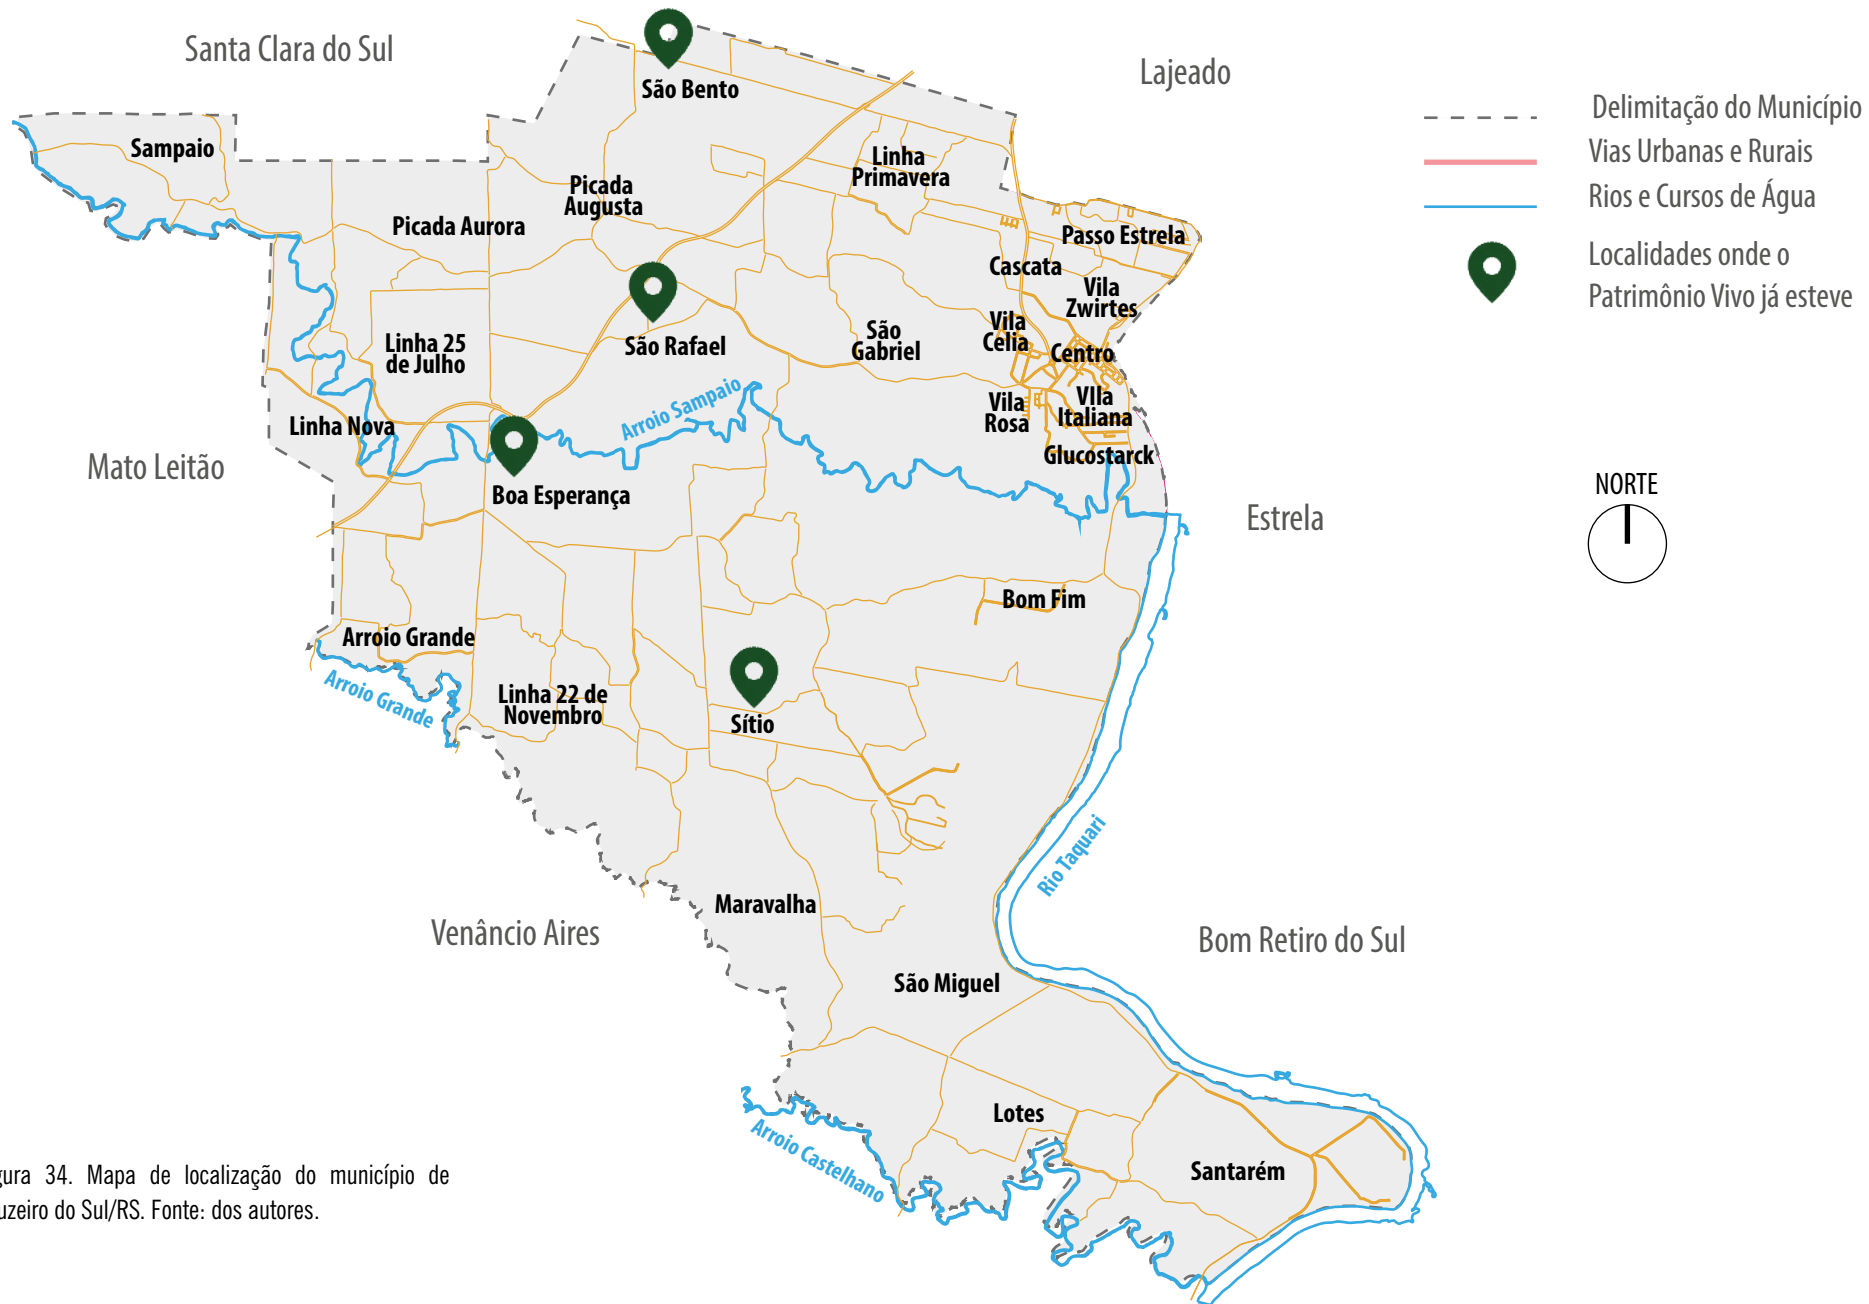 Santa Clara do Sul
Lajeado
São Bento
Sampaio
Linha
Primavera
Picada
Augusta
Picada Aurora
Passo Estrela
Cascata
Vila
Zwirtes
Vila
Célia
Centro
São
Gabriel
São Rafael
Linha 25
de Julho
Arroio Sampaio
Vila
Rosa
VIla
Italiana
Glucostarck
Linha Nova
Mato Leitão
Boa Esperança
Estrela
Bom Fim
Arroio Grande
Arroio Grande
Linha 22 de
Novembro
Sítio
Rio Taquari
Maravalha
Venâncio Aires
Bom Retiro do Sul
São Miguel
Lotes
Arroio Castelhano
Santarém
Delimitação do Município
Vias Urbanas e Rurais
Rios e Cursos de Água
Localidades onde o
Patrimônio Vivo já esteve
NORTE
gura 34. Mapa de localização do município de
uzeiro do Sul/RS. Fonte: dos autores.